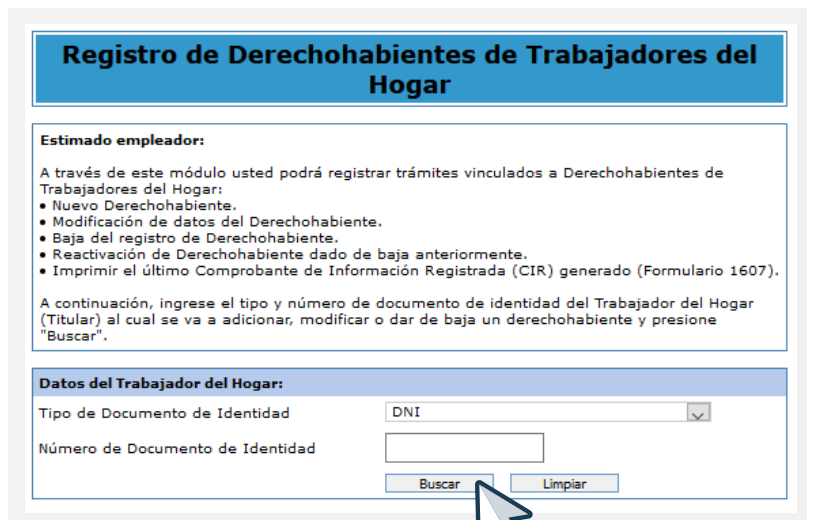 Registro de Derechohabientes de Trabajadores del
Hogar
Estimado empleador:
A través de este módulo usted podrá registrar trámites vinculados a Derechohabientes de
Trabajadores del Hogar:
• Nuevo Derechohabiente.
• Modificación de datos del Derechohabiente.
• Baja del registro de Derechohabiente.
• Reactivación de Derechohabiente dado de baja anteriormente.
• Imprimir el último Comprobante de Información Registrada (CIR) generado (Formulario 1607).
A continuación, ingrese el tipo y número de documento de identidad del Trabajador del Hogar
(Titular) al cual se va a adicionar, modificar o dar de baja un derechohabiente y presione
"Buscar".
Datos del Trabajador del Hogar:
Tipo de Documento de Identidad DNI
Número de Documento de Identidad
Buscar Limpiar